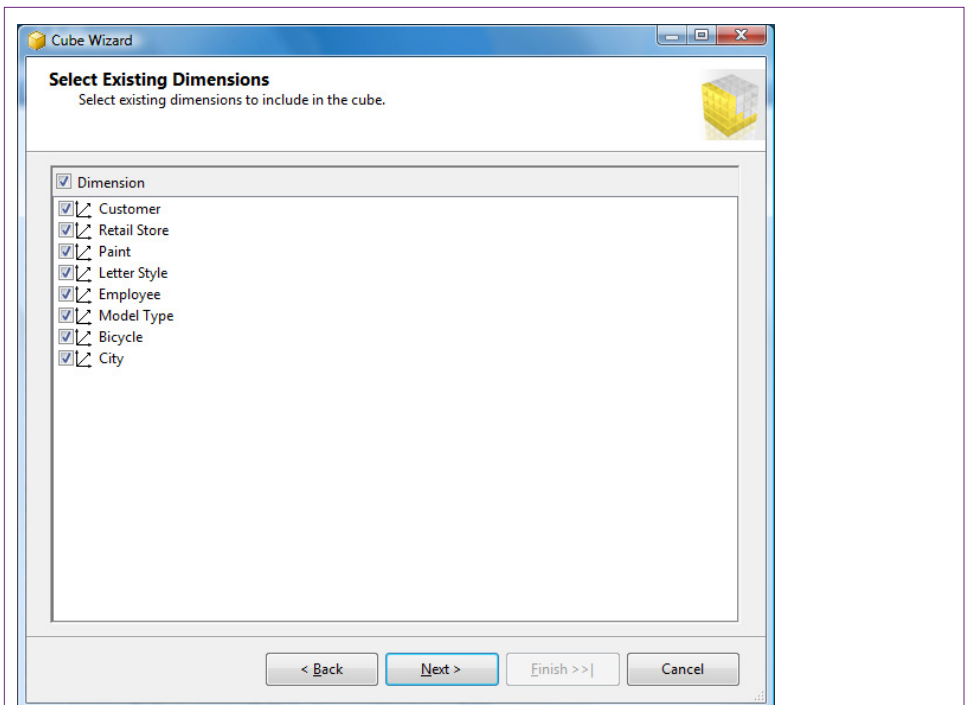 Cube Wizard
Select Existing Dimensions
Select existing dimensions to include in the cube.
Dimension
Customer
Retail Store
Paint
Letter Style
Employee
Model Type
Bicycle
City
< Back Next > Finish >>| Cancel